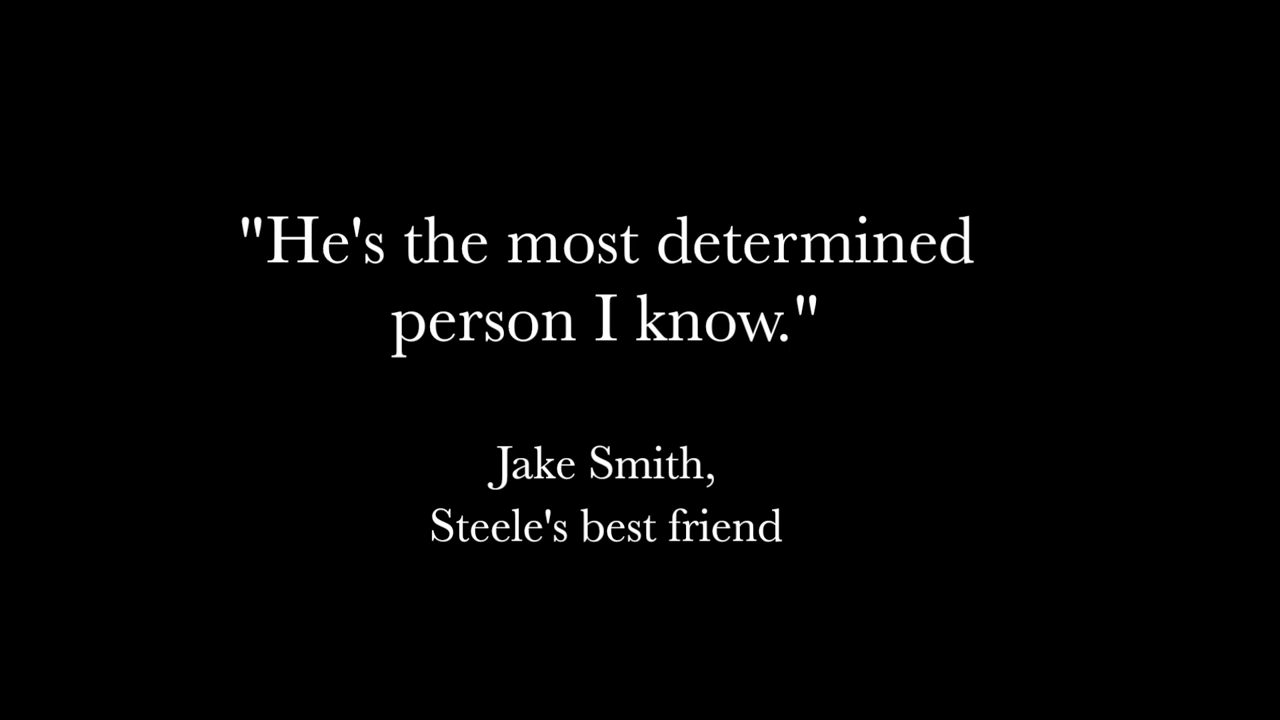 "He's the most determined
person I know."
Jake Smith,
Steele's best friend